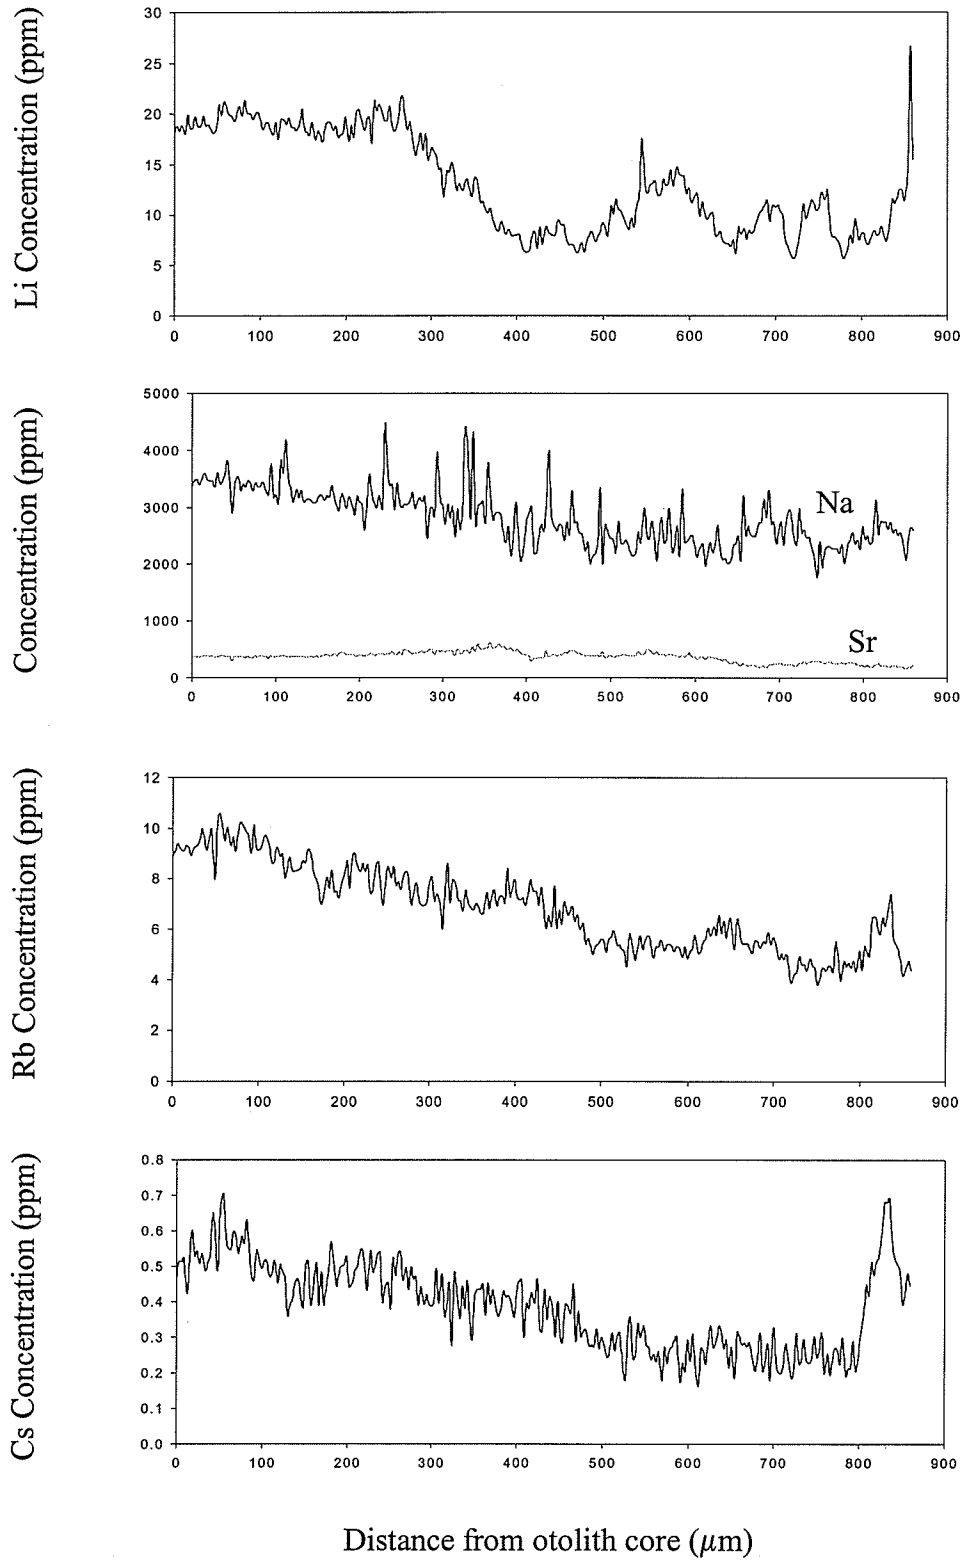 Li Concentration (ppm)
30
25
20
15
10
5
0
0 100 200 300 400 500 600 700 800 900
Concentration (ppm)
5000
4000
3000
2000
1000
0
Na
Sr
0 100 200 300 400 500 600 700 800 900
Rb Concentration (ppm)
12
10
8
6
4
2
0
0 100 200 300 400 500 600 700 800 900
Cs Concentration (ppm)
0.8
0.7
0.6
0.5
0.4
0.3
0.2
0.1
0.0
0 100 200 300 400 500 600 700 800 900
Distance from otolith core (μm)